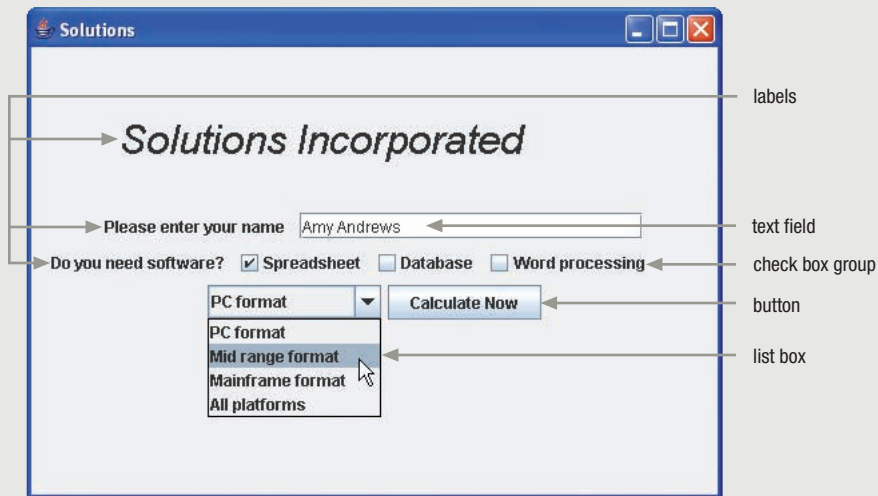 Solutions
labels
Solutions Incorporated
Please enter your name Amy Andrews
text field
Do you need software? Spreadsheet Database Word processing
check box group
PC format Calculate Now
button
PC format
Mid range format
list box
Mainframe format
All platforms